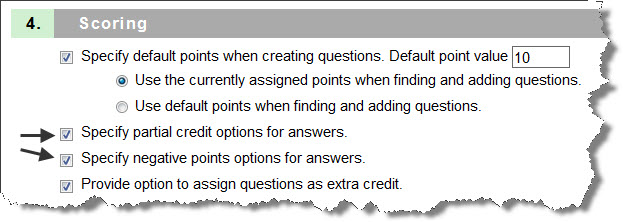 4. Scoring
Specify default points when creating questions. Default point value 10
Use the currently assigned points when finding and adding questions.
Use default points when finding and adding questions.
Specify partial credit options for answers.
Specify negative points options for answers.
Provide option to assign questions as extra credit.